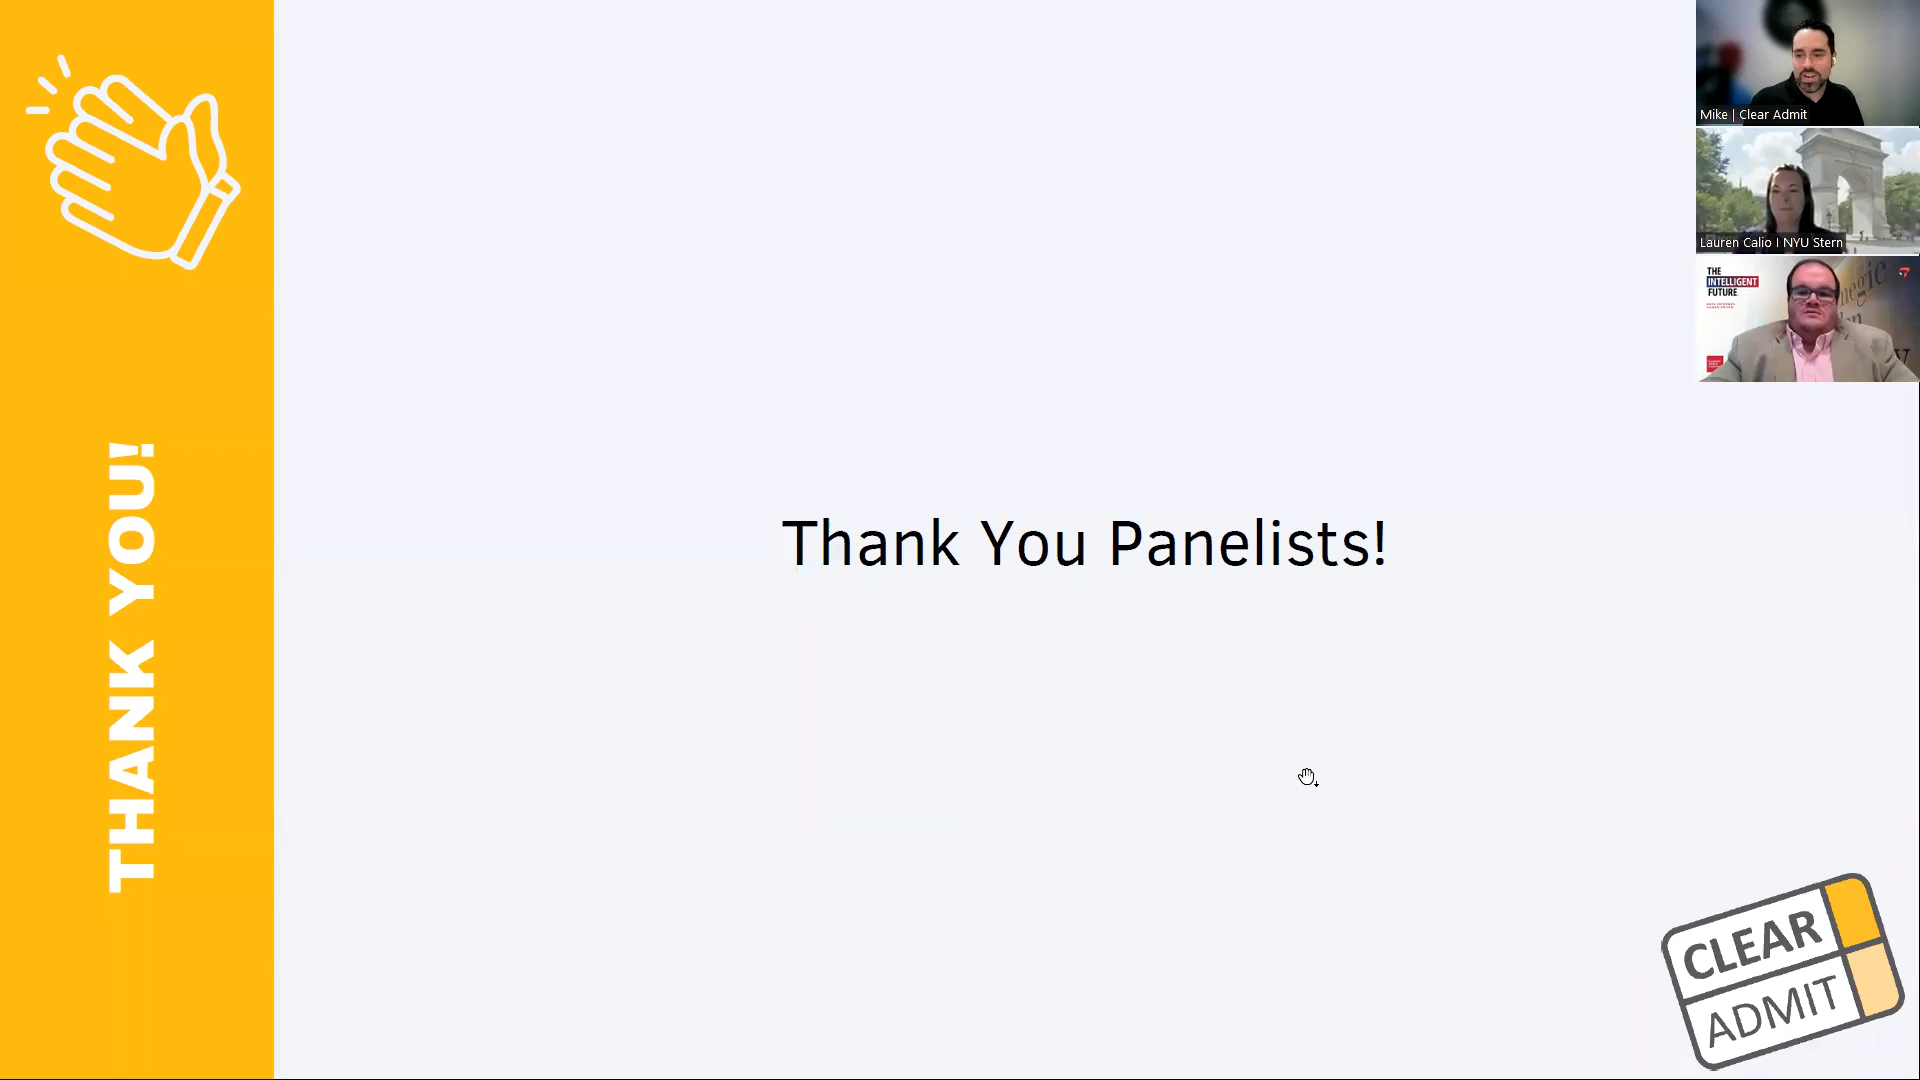 THANK YOU!
Thank You Panelists!
Mike | Clear Admit
Lauren Calio I NYU Stern
THE
INTELLIGENT
FUTURE
CLEAR
ADMIT